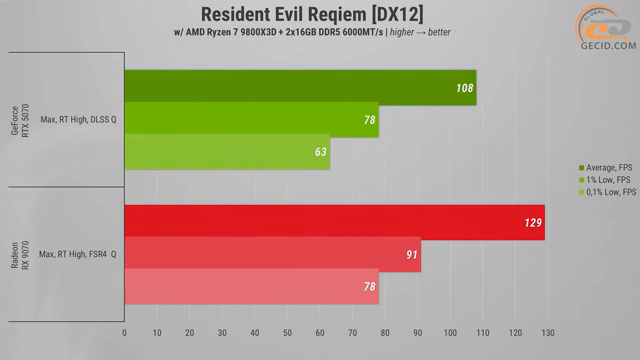 Resident Evil Reqiem [DX12]
w/ AMD Ryzen 7 9800X3D + 2x16GB DDR5 6000MT/s | higher → better
GLOBAL
GECID.COM
GeForce
RTX 5070
Max, RT High, DLSS Q
108
78
63
Average, FPS
1% Low, FPS
0,1% Low, FPS
Radeon
RX 9070
Max, RT High, FSR4 Q
129
91
78
0 10 20 30 40 50 60 70 80 90 100 110 120 130